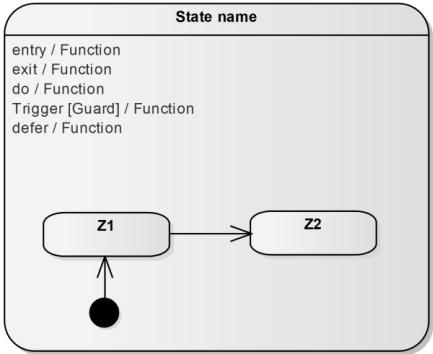 State name
entry / Function
exit / Function
do / Function
Trigger [Guard] / Function
defer / Function
Z1
Z2